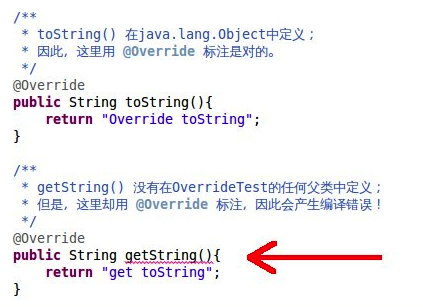 /**
 * toString() 在java.lang.Object中定义；
 * 因此, 这里用 @Override 标注是对的。
 */
@Override
public String toString(){
    return "Override toString";
}
/**
 * getString() 没有在OverrideTest的任何父类中定义；
 * 但是, 这里却用 @Override 标注, 因此会产生编译错误！
 */
@Override
public String getString(){
    return "get toString";
}